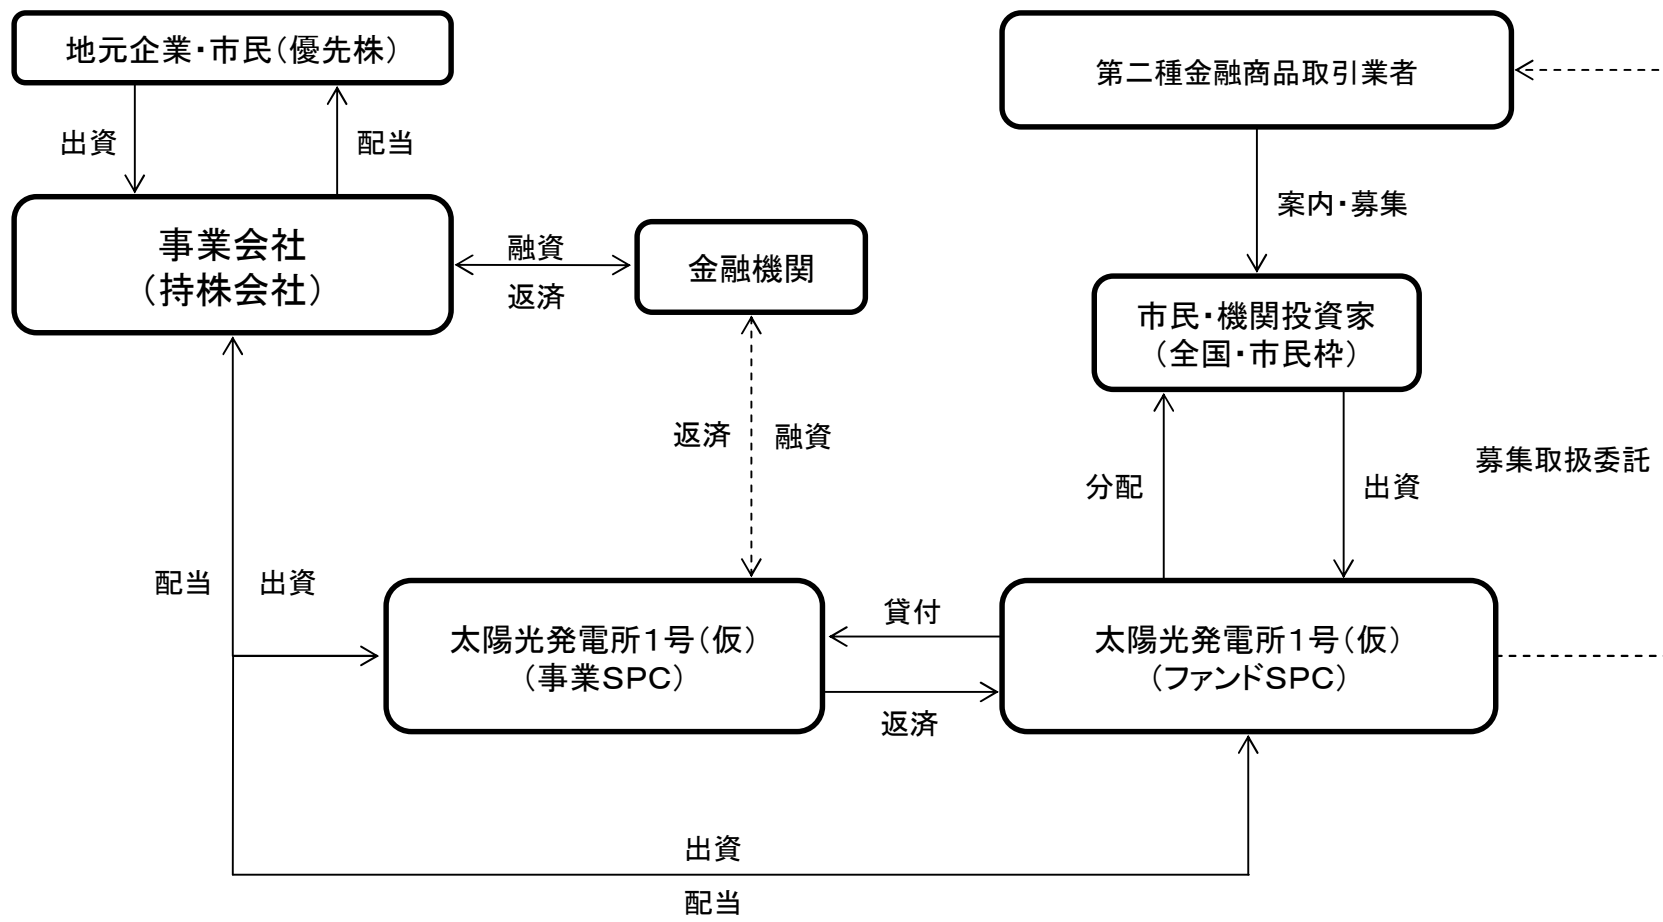 地元企業・市民（優先株）
第二種金融商品取引業者
出資
配当
案内・募集
事業会社
（持株会社）
融資
返済
金融機関
市民・機関投資家
（全国・市民枠）
返済
融資
分配
出資
募集取扱委託
配当
出資
太陽光発電所１号（仮）
（事業ＳＰＣ）
貸付
返済
太陽光発電所１号（仮）
（ファンドＳＰＣ）
出資
配当